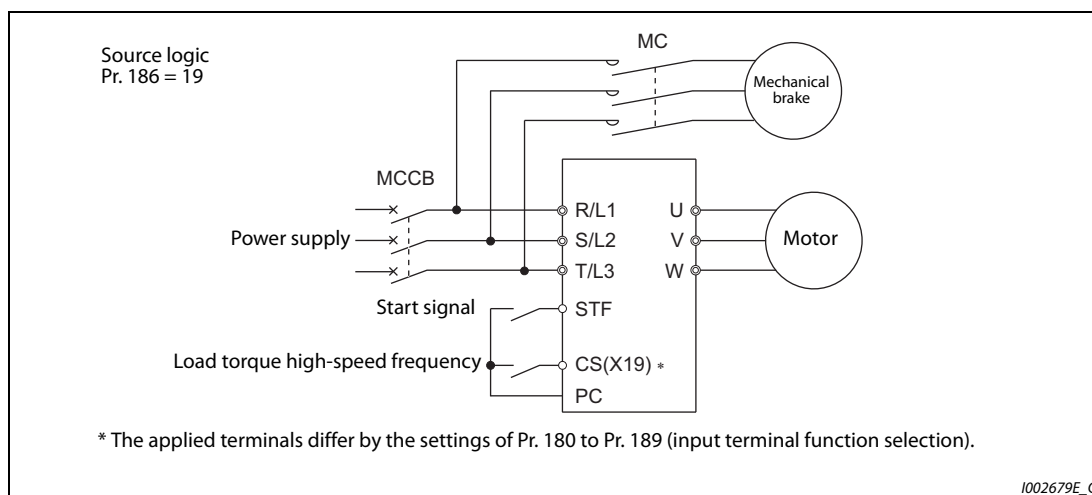 Source logic
Pr. 186 = 19
MC
Mechanical
brake
MCCB
R/L1
U
Power supply
S/L2
V
Motor
T/L3
W
Start signal
STF
Load torque high-speed frequency
CS(X19) *
PC
* The applied terminals differ by the settings of Pr. 180 to Pr. 189 (input terminal function selection).